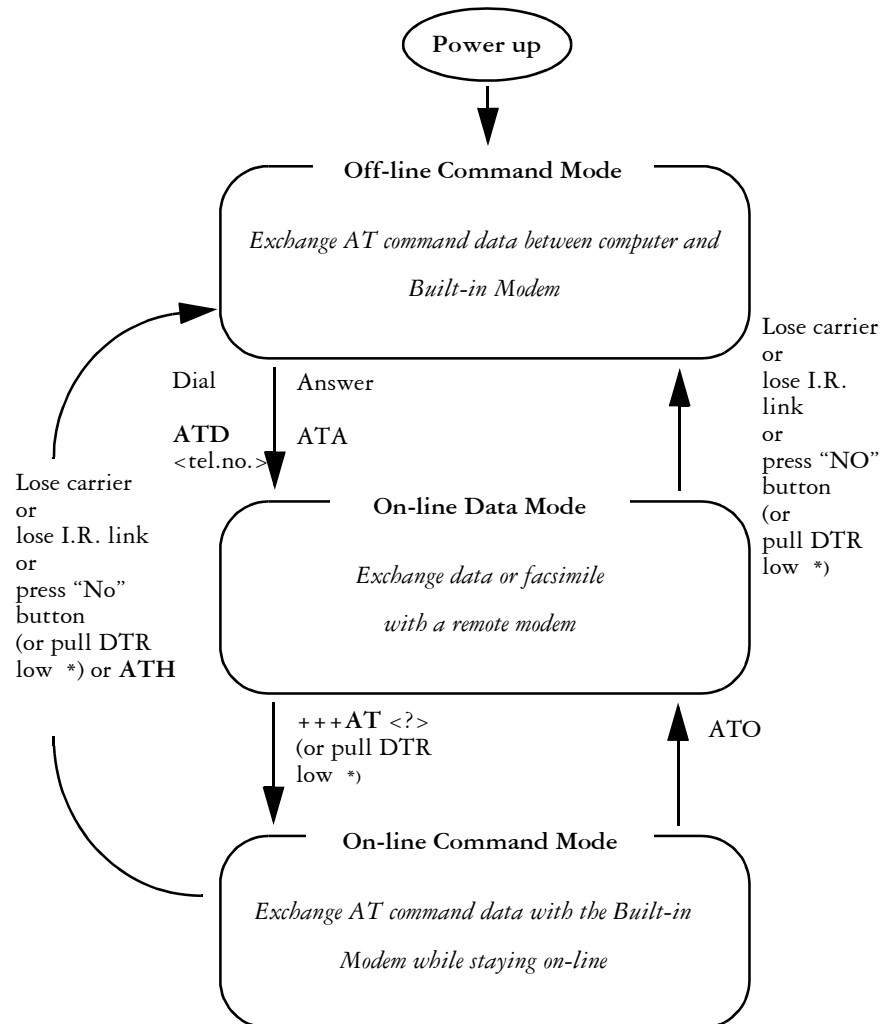 Power up
Off-line Command Mode
Exchange AT command data between computer and
Built-in Modem
Lose carrier
or
lose I.R.
link
or
press “NO”
button
(or
pull DTR
low *)
Dial
ATD
<tel.no.>
Answer
ATA
Lose carrier
or
lose I.R. link
or
press “No”
button
(or pull DTR
low *) or ATH
On-line Data Mode
Exchange data or facsimile
with a remote modem
+++AT <?>
(or pull DTR
low *)
ATO
On-line Command Mode
Exchange AT command data with the Built-in
Modem while staying on-line